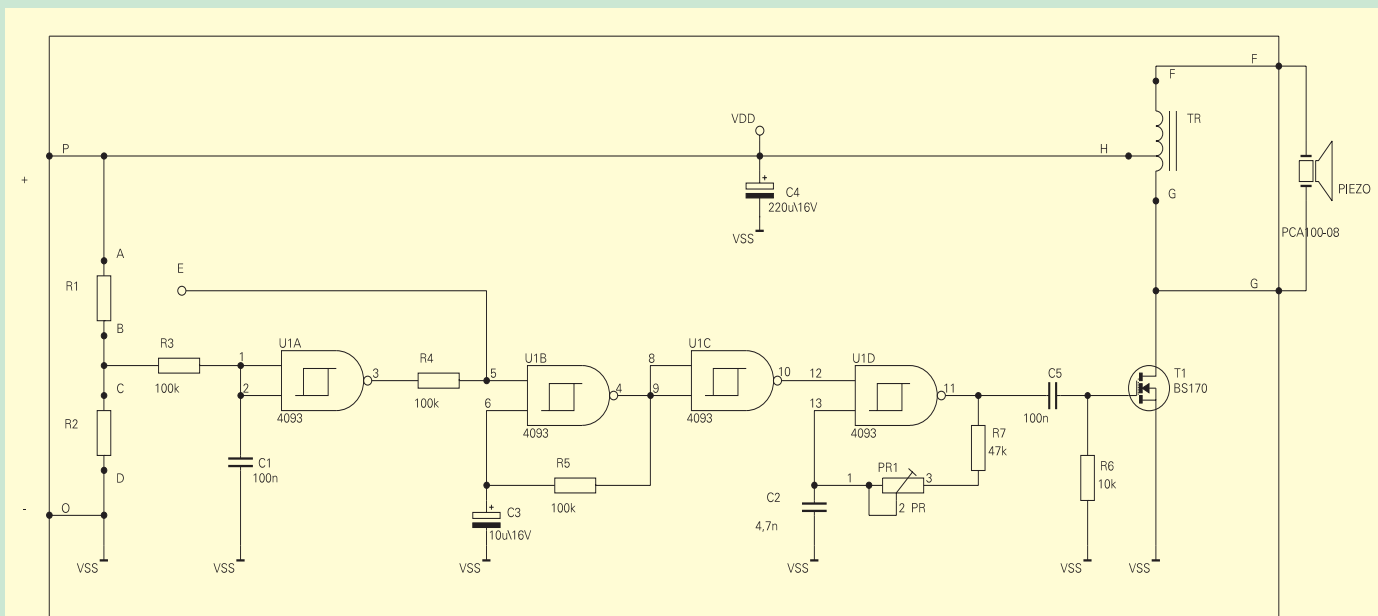 F
F
TR
VDD
P
H
+
C4
220u\16V
G
PIEZO
VSS
PCA100-08
A
E
R1
G
B
R3
1
U1A
3
R4
5
U1B
4
8
U1C
10
12
U1D
11
C5
T1
BS170
100k
2
4093
100k
6
4093
9
4093
13
4093
100n
C
R2
R7
47k
D
C1
100n
R5
100k
1
PR1
3
2 PR
R6
10k
O
-
+
C3
10u\16V
C2
4,7n
VSS
VSS
VSS
VSS
VSS
VSS